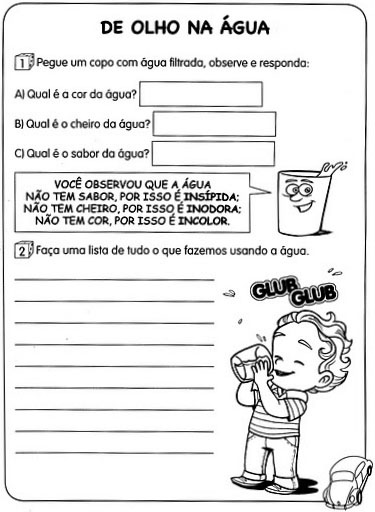 DE OLHO NA ÁGUA
1 Pegue um copo com água filtrada, observe e responda:
A) Qual é a cor da água?
B) Qual é o cheiro da água?
C) Qual é o sabor da água?
VOCÊ OBSERVOU QUE A ÁGUA
NÃO TEM SABOR, POR ISSO É INSÍPIDA;
NÃO TEM CHEIRO, POR ISSO É INODORA;
NÃO TEM COR, POR ISSO É INCOLOR.
2 Faça uma lista de tudo o que fazemos usando a água.
GLUB
GLUB